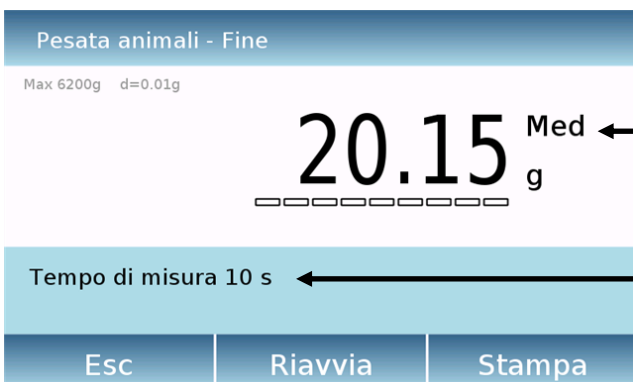 Pesata animali - Fine
Max 6200g d=0.01g
20.15 Med
g
Tempo di misura 10 s
Esc Riavvia Stampa